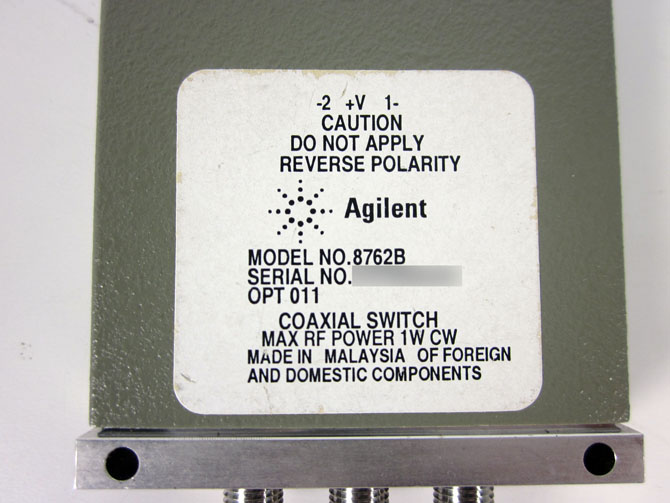 -2 +V 1-
CAUTION
DO NOT APPLY
REVERSE POLARITY
Agilent
MODEL NO.8762B
SERIAL NO.
OPT 011
COAXIAL SWITCH
MAX RF POWER 1W CW
MADE IN MALAYSIA OF FOREIGN
AND DOMESTIC COMPONENTS